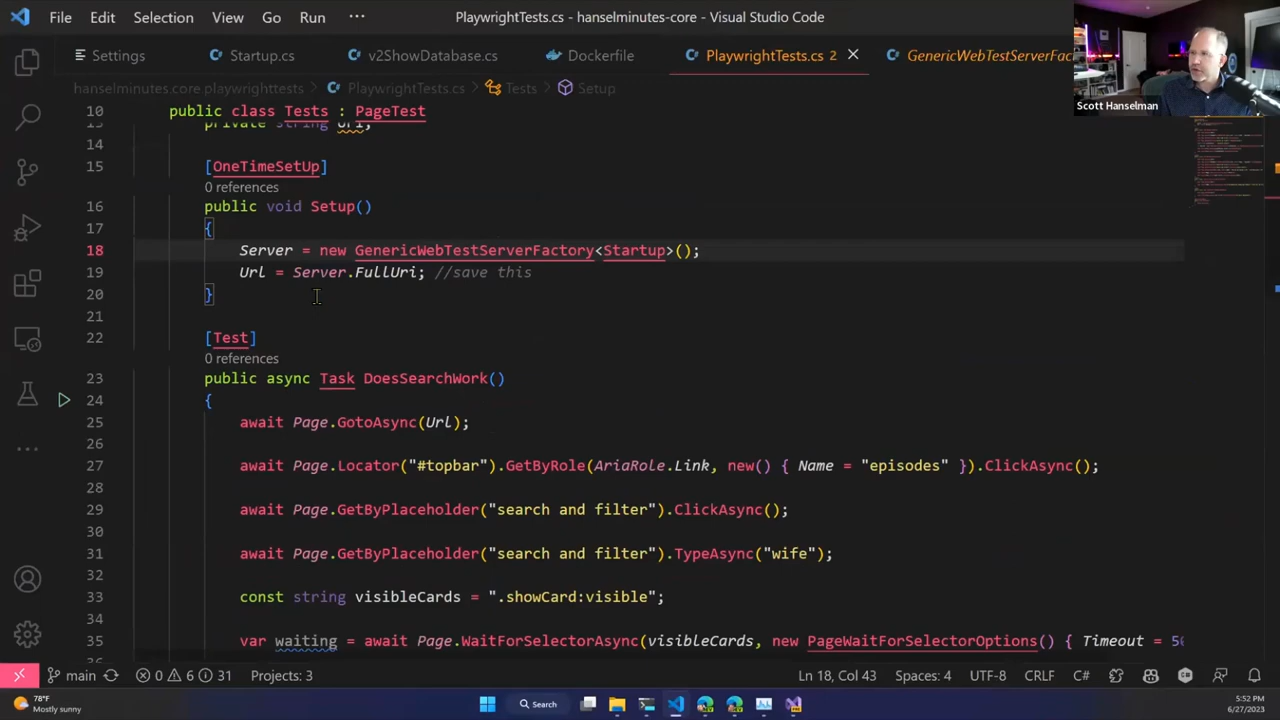 File Edit Selection View Go Run ··· PlaywrightTests.cs - hanselminutes-core - Visual Studio Code
Settings Startup.cs v2ShowDatabase.cs Dockerfile PlaywrightTests.cs 2 GenericWebTestServerFac
Scott Hanselman
hanselminutes.core.playwrighttests > PlaywrightTests.cs > Tests > Setup
10 public class Tests : PageTest
private string Url;
14
15 [OneTimeSetUp]
0 references
16 public void Setup()
17 {
18 Server = new GenericWebTestServerFactory<Startup>();
19 Url = Server.FullUri; //save this
20 }
21
22 [Test]
0 references
23 public async Task DoesSearchWork()
24 {
25 await Page.GotoAsync(Url);
26
27 await Page.Locator("#topbar").GetByRole(AriaRole.Link, new() { Name = "episodes" }).ClickAsync();
28
29 await Page.GetByPlaceholder("search and filter").ClickAsync();
30
31 await Page.GetByPlaceholder("search and filter").TypeAsync("wife");
32
33 const string visibleCards = ".showCard:visible";
34
35 var waiting = await Page.WaitForSelectorAsync(visibleCards, new PageWaitForSelectorOptions() { Timeout = 50
main 0 6 31 Projects: 3 Ln 18, Col 43 Spaces: 4 UTF-8 CRLF C#
78°F
Mostly sunny
Search
5:52 PM
6/27/2023